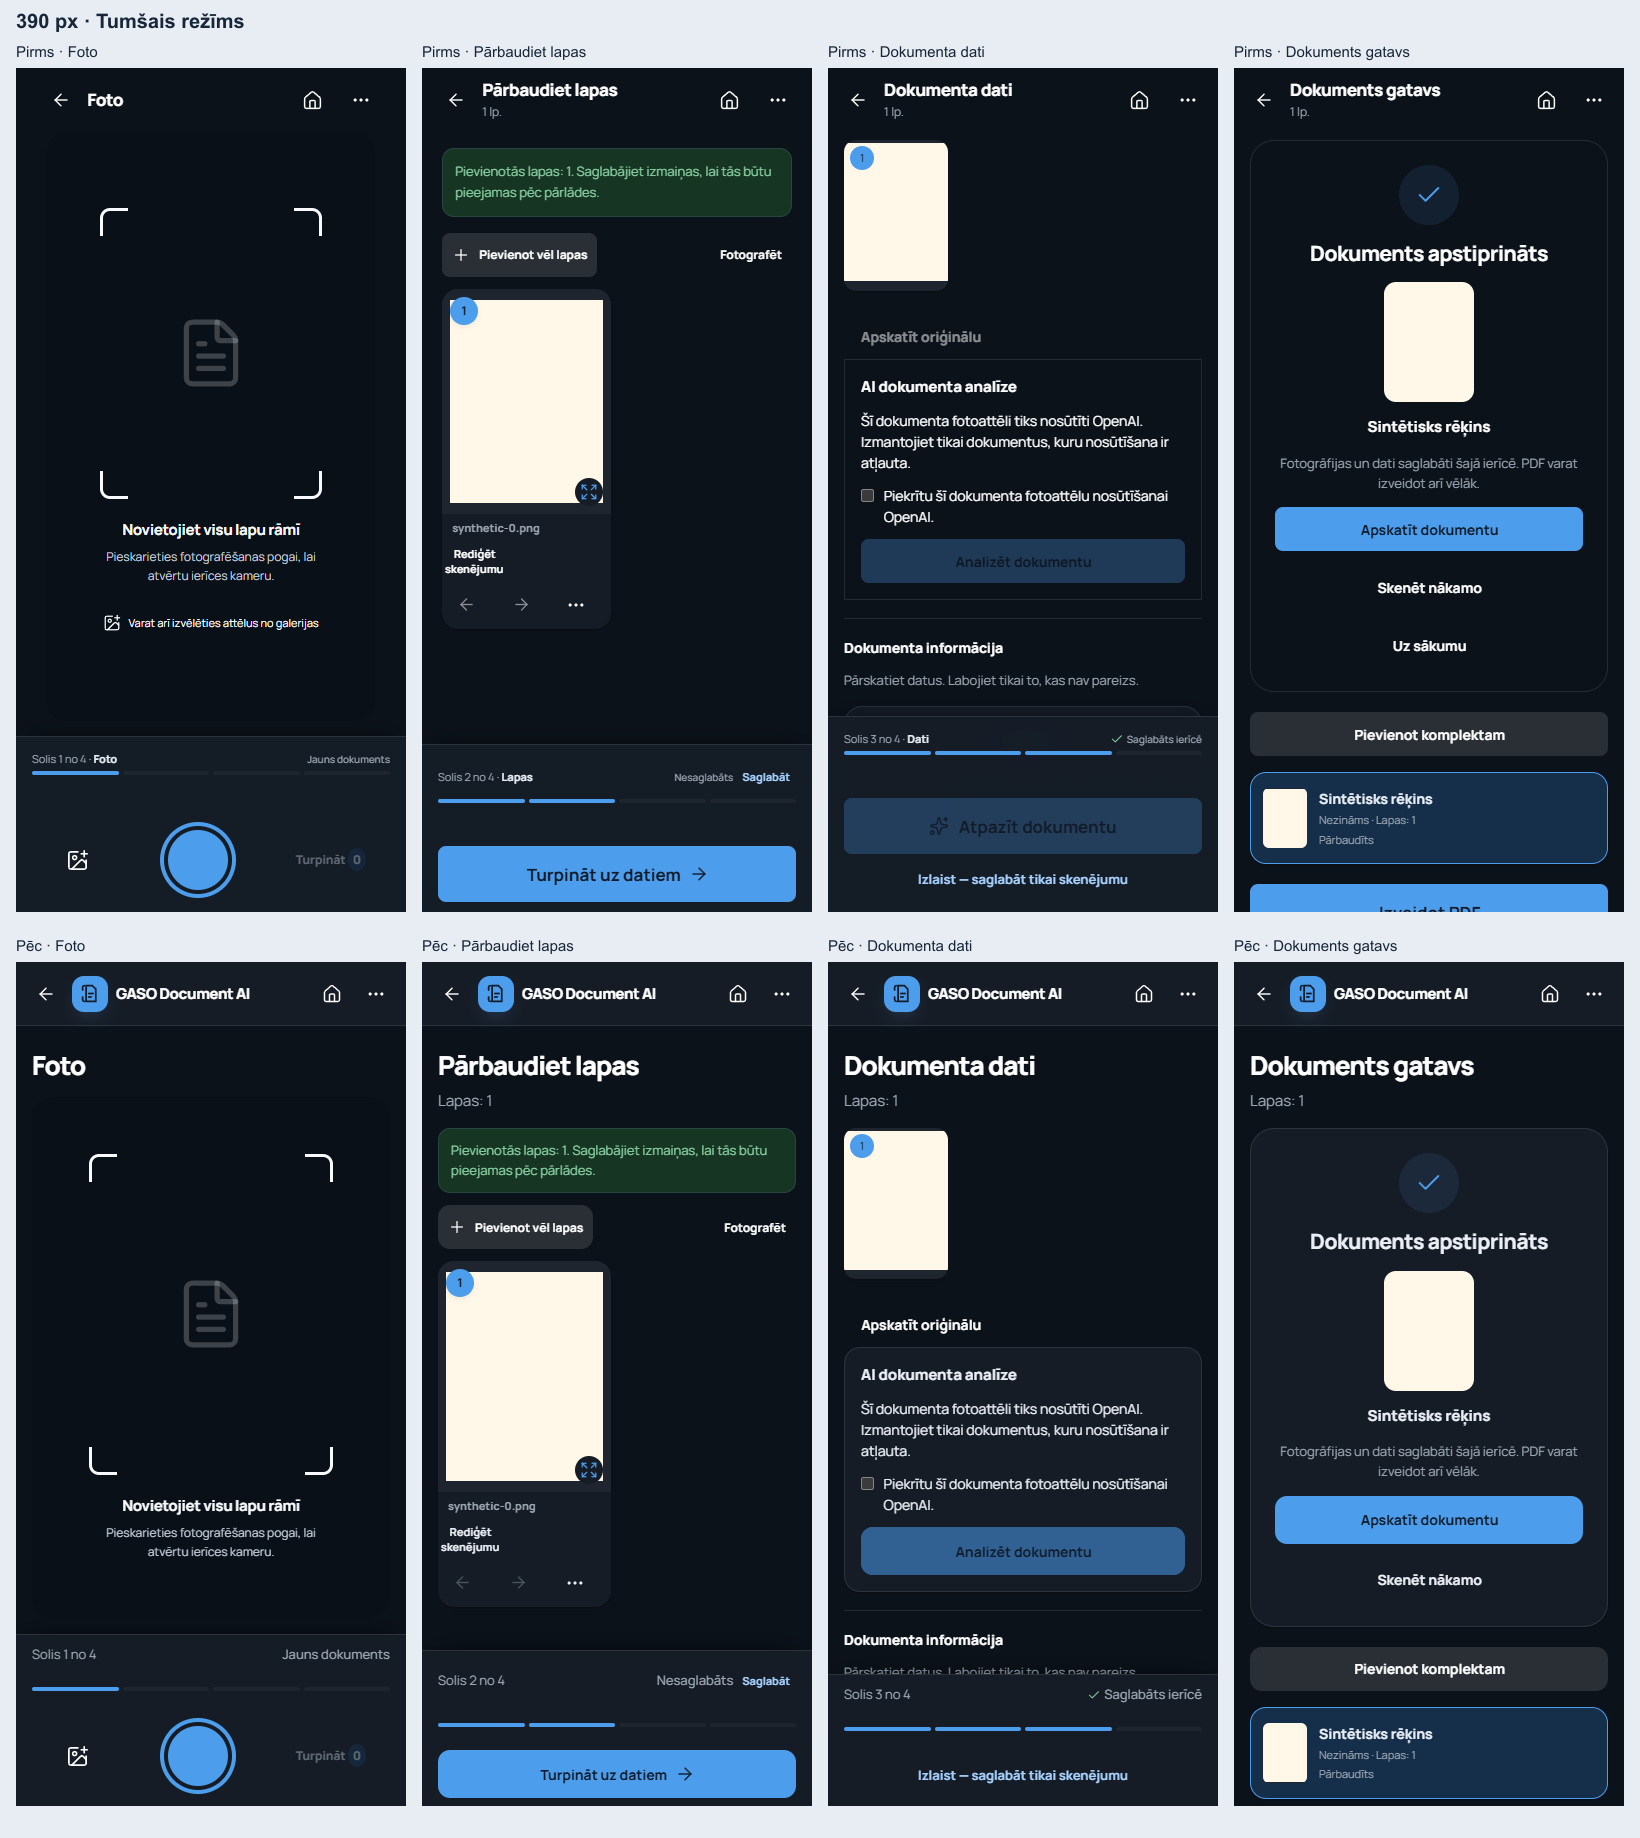 390 px · Tumšais režīms
Pirms · Foto
Foto
Novietojiet visu lapu rāmī
Pieskarieties fotografēšanas pogai, lai
atvērtu ierīces kameru.
Varat arī izvēlēties attēlus no galerijas
Solis 1 no 4 · Foto
Jauns dokuments
Turpināt 0
Pirms · Pārbaudiet lapas
Pārbaudiet lapas
1 lp.
Pievienotās lapas: 1. Saglabājiet izmaiņas, lai tās būtu
pieejamas pēc pārlādes.
Pievienot vēl lapas
Fotografēt
1
synthetic-0.png
Rediģēt
skenējumu
Solis 2 no 4 · Lapas
Nesaglabāts Saglabāt
Turpināt uz datiem
Pirms · Dokumenta dati
Dokumenta dati
1 lp.
1
Apskatīt oriģinālu
AI dokumenta analīze
Šī dokumenta fotoattēli tiks nosūtīti OpenAI.
Izmantojiet tikai dokumentus, kuru nosūtīšana ir
atļauta.
Piekrītu šī dokumenta fotoattēlu nosūtīšanai
OpenAI.
Analizēt dokumentu
Dokumenta informācija
Pārskatiet datus. Labojiet tikai to, kas nav pareizs.
Solis 3 no 4 · Dati
Saglabāts ierīcē
Atpazīt dokumentu
Izlaist — saglabāt tikai skenējumu
Pirms · Dokuments gatavs
Dokuments gatavs
1 lp.
Dokuments apstiprināts
Sintētisks rēķins
Fotogrāfijas un dati saglabāti šajā ierīcē. PDF varat
izveidot arī vēlāk.
Apskatīt dokumentu
Skenēt nākamo
Uz sākumu
Pievienot komplektam
Sintētisks rēķins
Nezināms · Lapas: 1
Pārbaudīts
Izveidot PDF
Pēc · Foto
GASO Document AI
Foto
Novietojiet visu lapu rāmī
Pieskarieties fotografēšanas pogai, lai
atvērtu ierīces kameru.
Solis 1 no 4
Jauns dokuments
Turpināt 0
Pēc · Pārbaudiet lapas
GASO Document AI
Pārbaudiet lapas
Lapas: 1
Pievienotās lapas: 1. Saglabājiet izmaiņas, lai tās būtu
pieejamas pēc pārlādes.
Pievienot vēl lapas
Fotografēt
1
synthetic-0.png
Rediģēt
skenējumu
Solis 2 no 4
Nesaglabāts Saglabāt
Turpināt uz datiem
Pēc · Dokumenta dati
GASO Document AI
Dokumenta dati
Lapas: 1
1
Apskatīt oriģinālu
AI dokumenta analīze
Šī dokumenta fotoattēli tiks nosūtīti OpenAI.
Izmantojiet tikai dokumentus, kuru nosūtīšana ir
atļauta.
Piekrītu šī dokumenta fotoattēlu nosūtīšanai
OpenAI.
Analizēt dokumentu
Dokumenta informācija
Pārskatiet datus. Labojiet tikai to, kas nav pareizs.
Solis 3 no 4
Saglabāts ierīcē
Izlaist — saglabāt tikai skenējumu
Pēc · Dokuments gatavs
GASO Document AI
Dokuments gatavs
Lapas: 1
Dokuments apstiprināts
Sintētisks rēķins
Fotogrāfijas un dati saglabāti šajā ierīcē. PDF varat
izveidot arī vēlāk.
Apskatīt dokumentu
Skenēt nākamo
Pievienot komplektam
Sintētisks rēķins
Nezināms · Lapas: 1
Pārbaudīts